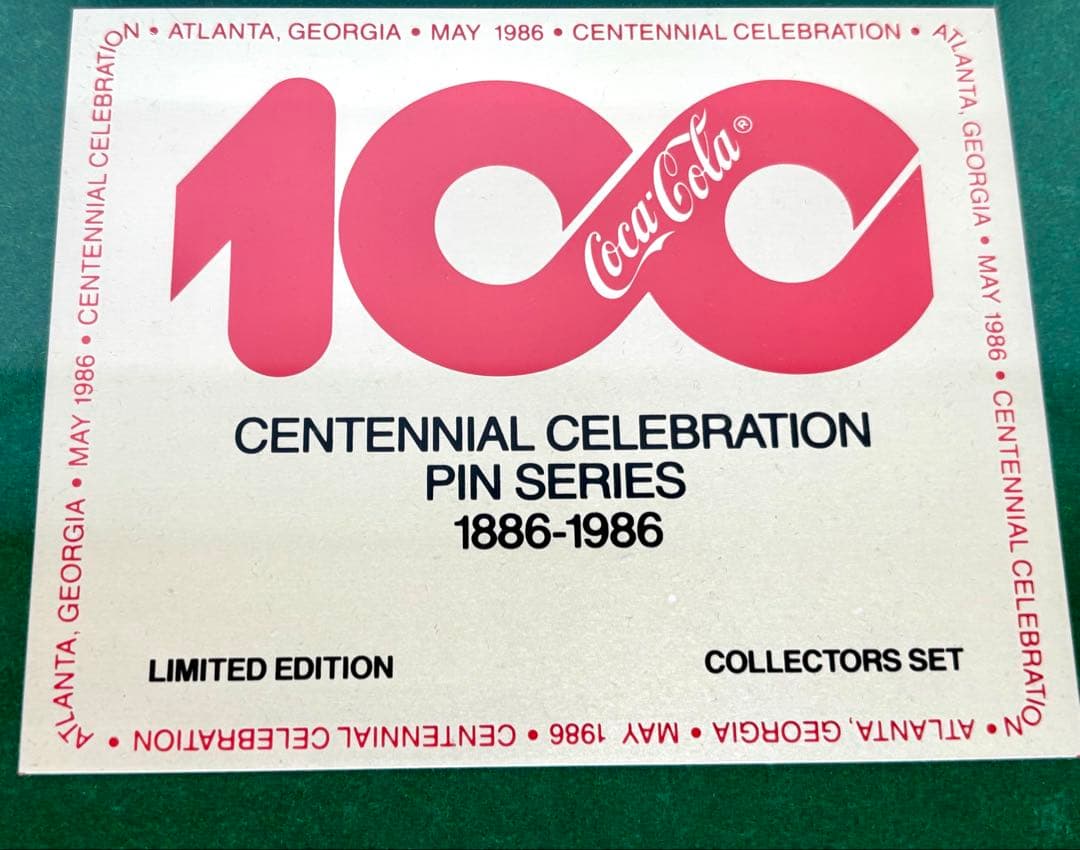 • ATLANTA, GEORGIA • MAY 1986 • CENTENNIAL CELEBRATION
• ATLANTA, GEORGIA • MAY 1986 • CENTENNIAL CELEBRATION
• ATLANTA, GEORGIA • MAY 1986 • CENTENNIAL CELEBRATION
• ATLANTA, GEORGIA • MAY 1986 • CENTENNIAL CELEBRATION
100
Coca-Cola®
CENTENNIAL CELEBRATION
PIN SERIES
1886-1986
LIMITED EDITION
COLLECTORS SET